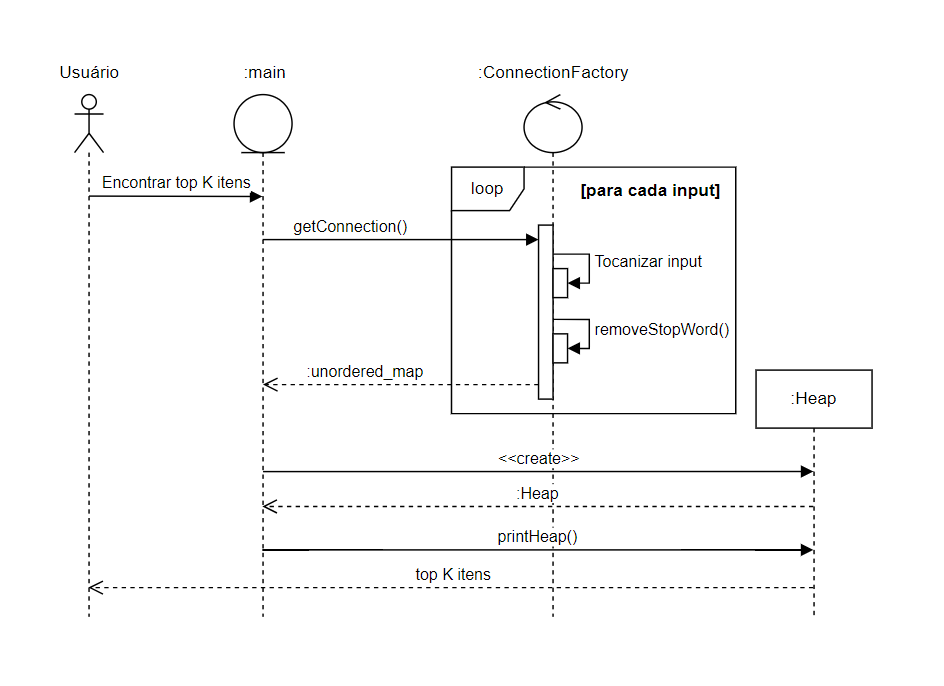 Usuário
:main
:ConnectionFactory
loop
[para cada input]
Encontrar top K itens
getConnection()
Tocanizar input
removeStopWord()
:unordered_map
:Heap
<<create>>
:Heap
printHeap()
top K itens